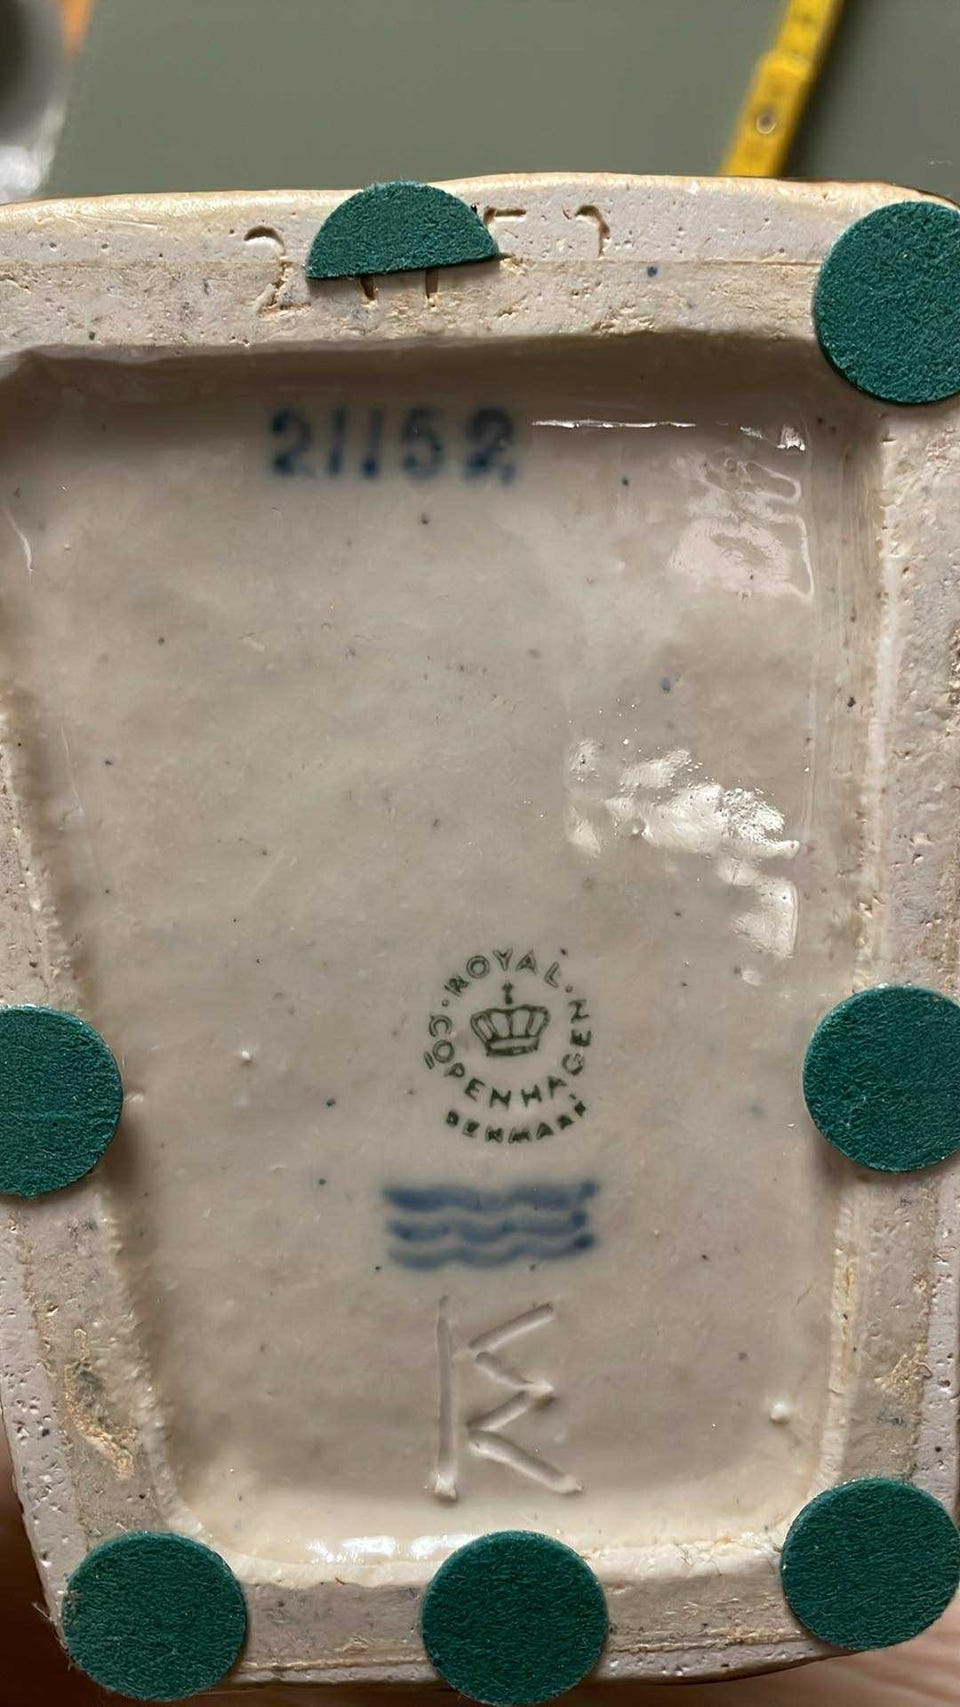 21152
ROYAL
COPENHAGEN
DENMARK